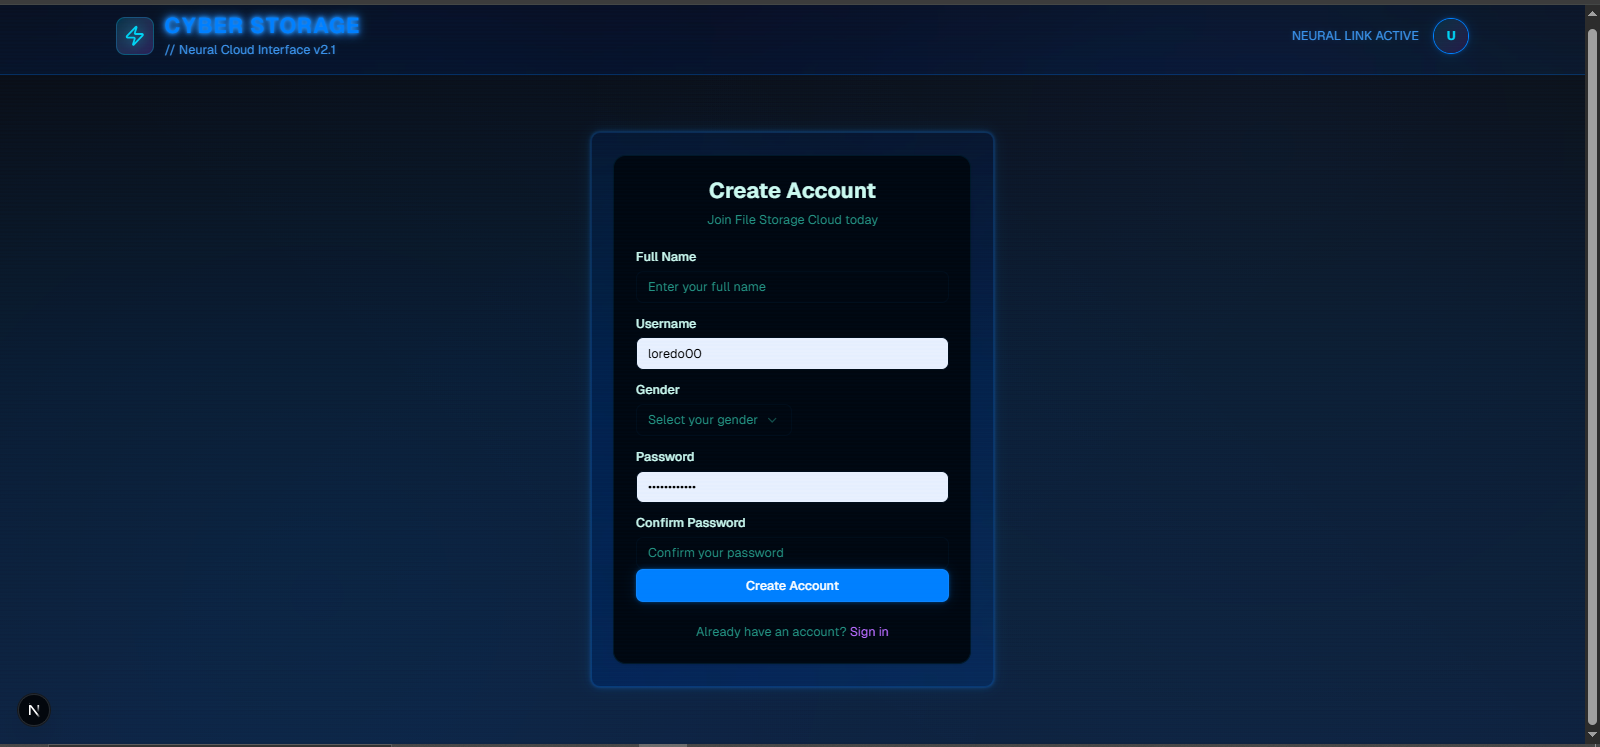 CYBER STORAGE
// Neural Cloud Interface v2.1
NEURAL LINK ACTIVE
U
Create Account
Join File Storage Cloud today
Full Name
Enter your full name
Username
loredo00
Gender
Select your gender
Password
••••••••••••
Confirm Password
Confirm your password
Create Account
Already have an account? Sign in
N